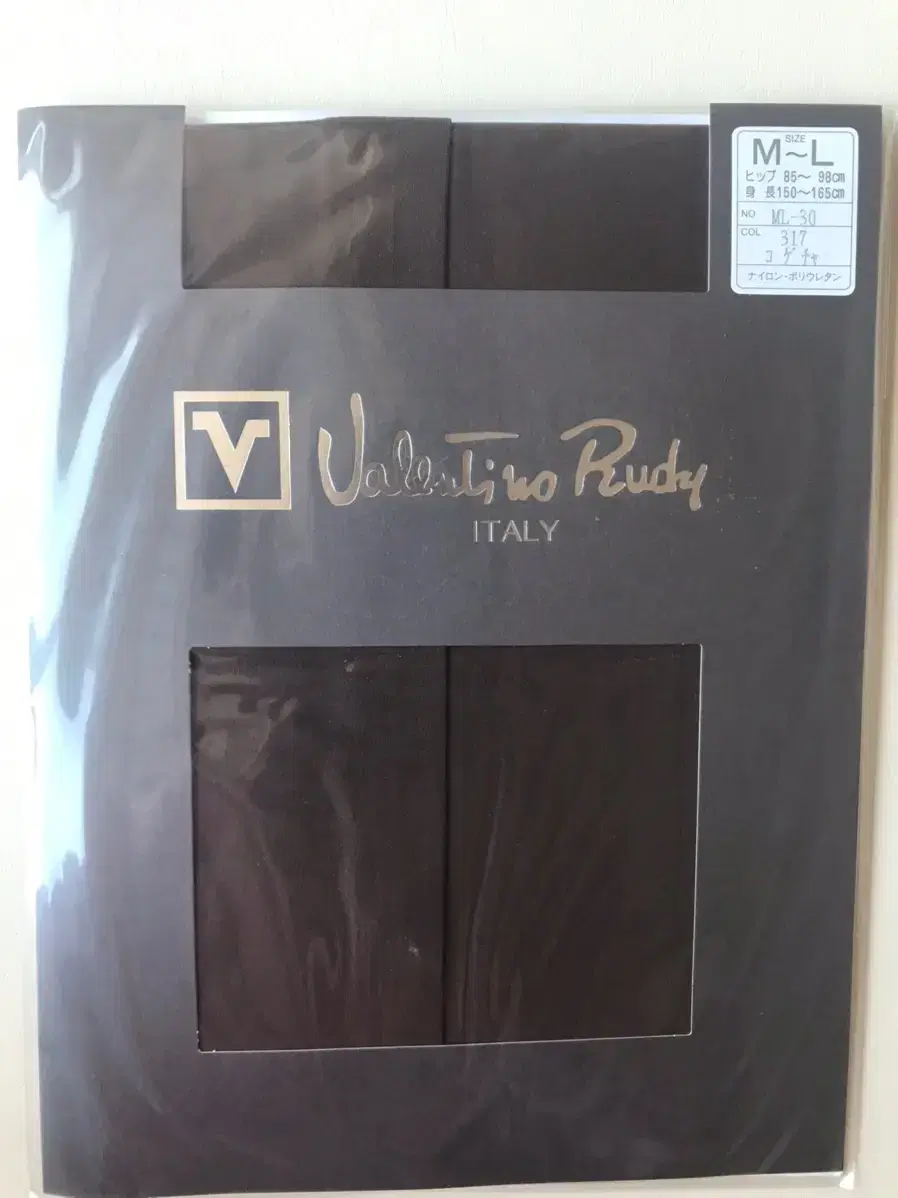 SIZE
M~L
ヒップ 85~ 98cm
身 長150~165cm
NO ML-30
COL 317
コゲチャ
ナイロン・ポリウレタン
V Valentino Rudy
ITALY